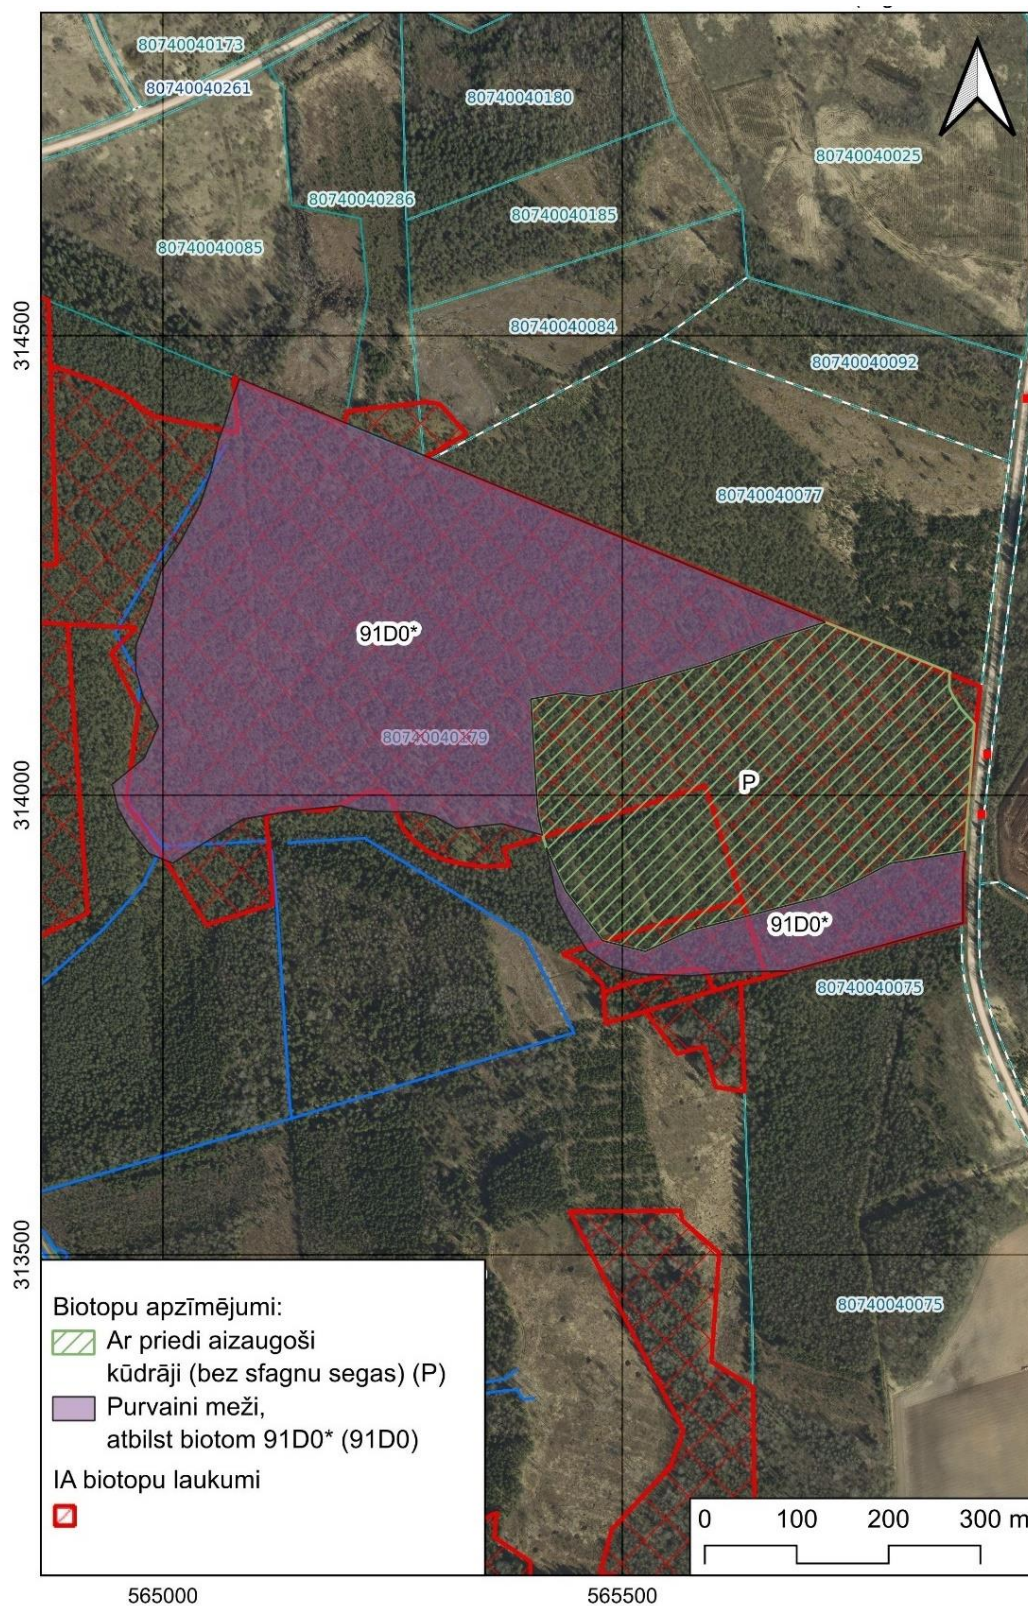 80740040173
80740040261
80740040180
80740040025
80740040286
80740040185
80740040085
80740040084
314500
80740040092
80740040077
91D0*
80740040179
P
314000
91D0*
80740040075
313500
80740040075
Biotopu apzīmējumi:
Ar priedi aizaugoši
kūdrāji (bez sfagnu segas) (P)
Purvaini meži,
atbilst biotom 91D0* (91D0)
IA biotopu laukumi
0 100 200 300 m
565000 565500